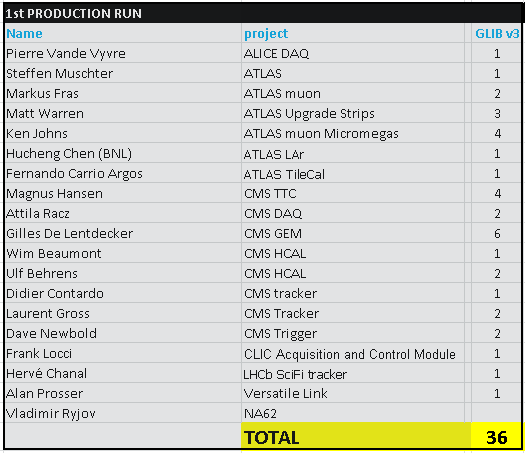 1st PRODUCTION RUN
Name project GLIB v3
Pierre Vande Vyvre ALICE DAQ 1
Steffen Muschter ATLAS 1
Markus Fras ATLAS muon 2
Matt Warren ATLAS Upgrade Strips 3
Ken Johns ATLAS muon Micromegas 4
Hucheng Chen (BNL) ATLAS LAr 1
Fernando Carrio Argos ATLAS TileCal 1
Magnus Hansen CMS TTC 4
Attila Racz CMS DAQ 2
Gilles De Lentdecker CMS GEM 6
Wim Beaumont CMS HCAL 1
Ulf Behrens CMS HCAL 2
Didier Contardo CMS tracker 1
Laurent Gross CMS Tracker 2
Dave Newbold CMS Trigger 2
Frank Locci CLIC Acquisition and Control Module 1
Hervé Chanal LHCb SciFi tracker 1
Alan Prosser Versatile Link 1
Vladimir Ryjov NA62
TOTAL 36